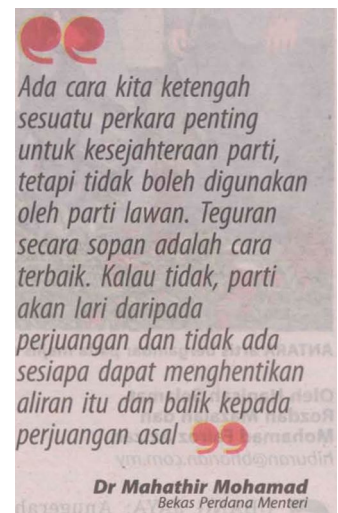 Ada cara kita ketengah
sesuatu perkara penting
untuk kesejahteraan parti,
tetapi tidak boleh digunakan
oleh parti lawan. Teguran
secara sopan adalah cara
terbaik. Kalau tidak, parti
akan lari daripada
perjuangan dan tidak ada
sesiapa dapat menghentikan
aliran itu dan balik kepada
perjuangan asal
Dr Mahathir Mohamad
Bekas Perdana Menteri